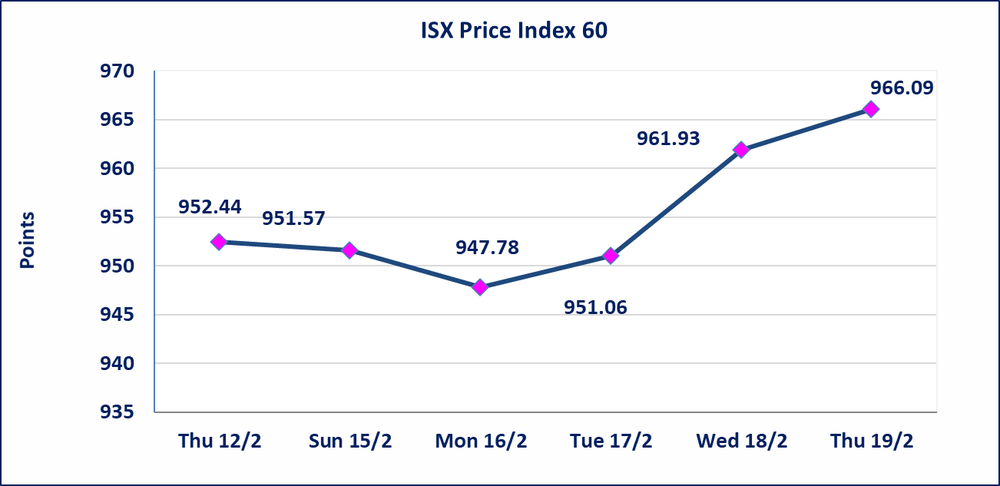 ISX Price Index 60
970
965
960
955
950
945
940
935
Points
952.44
951.57
947.78
951.06
961.93
966.09
Thu 12/2
Sun 15/2
Mon 16/2
Tue 17/2
Wed 18/2
Thu 19/2